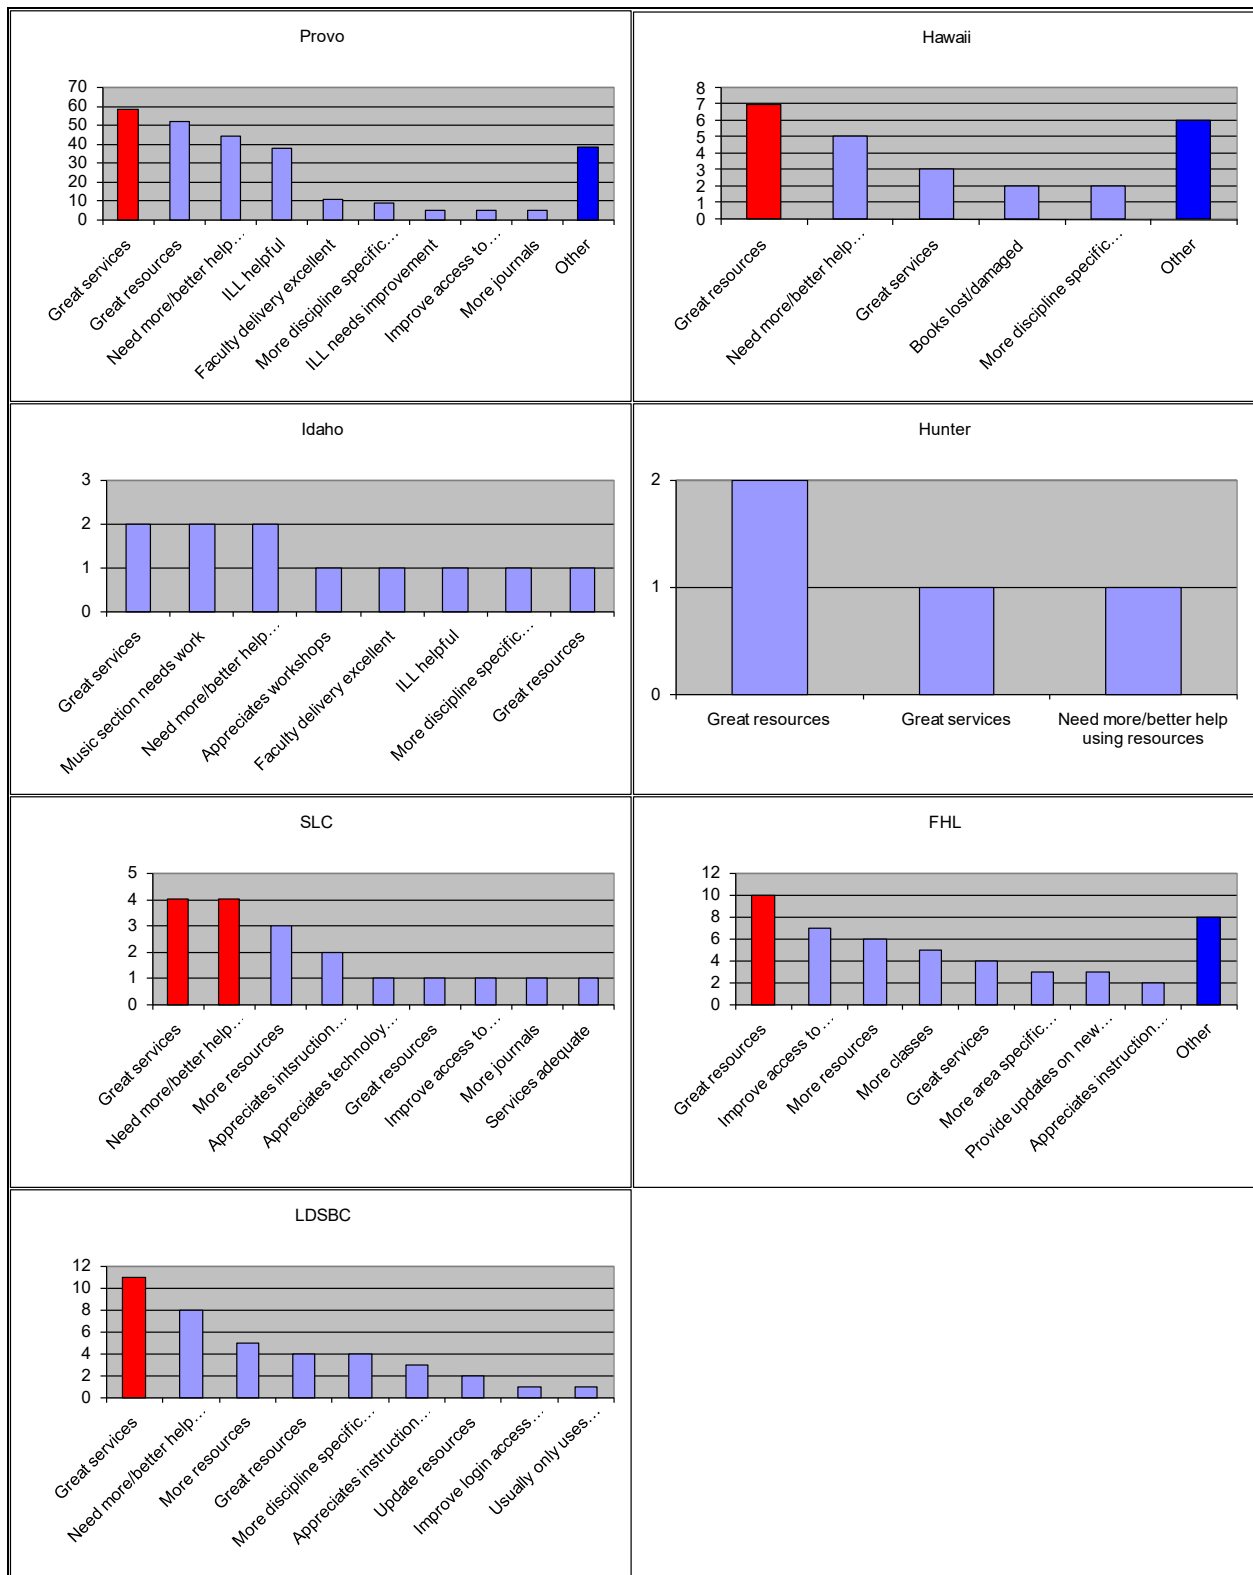 Provo
70
60
50
40
30
20
10
0
Great services
Great resources
Need more/better help…
ILL helpful
Faculty delivery excellent
More discipline specific…
ILL needs improvement
Improve access to…
More journals
Other
Hawaii
8
7
6
5
4
3
2
1
0
Great resources
Need more/better help…
Great services
Books lost/damaged
More discipline specific…
Other
Idaho
3
2
1
0
Great services
Music section needs work
Need more/better help…
Appreciates workshops
Faculty delivery excellent
ILL helpful
More discipline specific…
Great resources
Hunter
2
1
0
Great resources
Great services
Need more/better help
using resources
SLC
5
4
3
2
1
0
Great services
Need more/better help…
More resources
Appreciates intsruction…
Appreciates technoloy…
Great resources
Improve access to…
More journals
Services adequate
FHL
12
10
8
6
4
2
0
Great resources
Improve access to…
More resources
More classes
Great services
More area specific…
Provide updates on new…
Appreciates instruction…
Other
LDSBC
12
10
8
6
4
2
0
Great services
Need more/better help…
More resources
Great resources
More discipline specific…
Appreciates instruction…
Update resources
Improve login access…
Usually only uses…